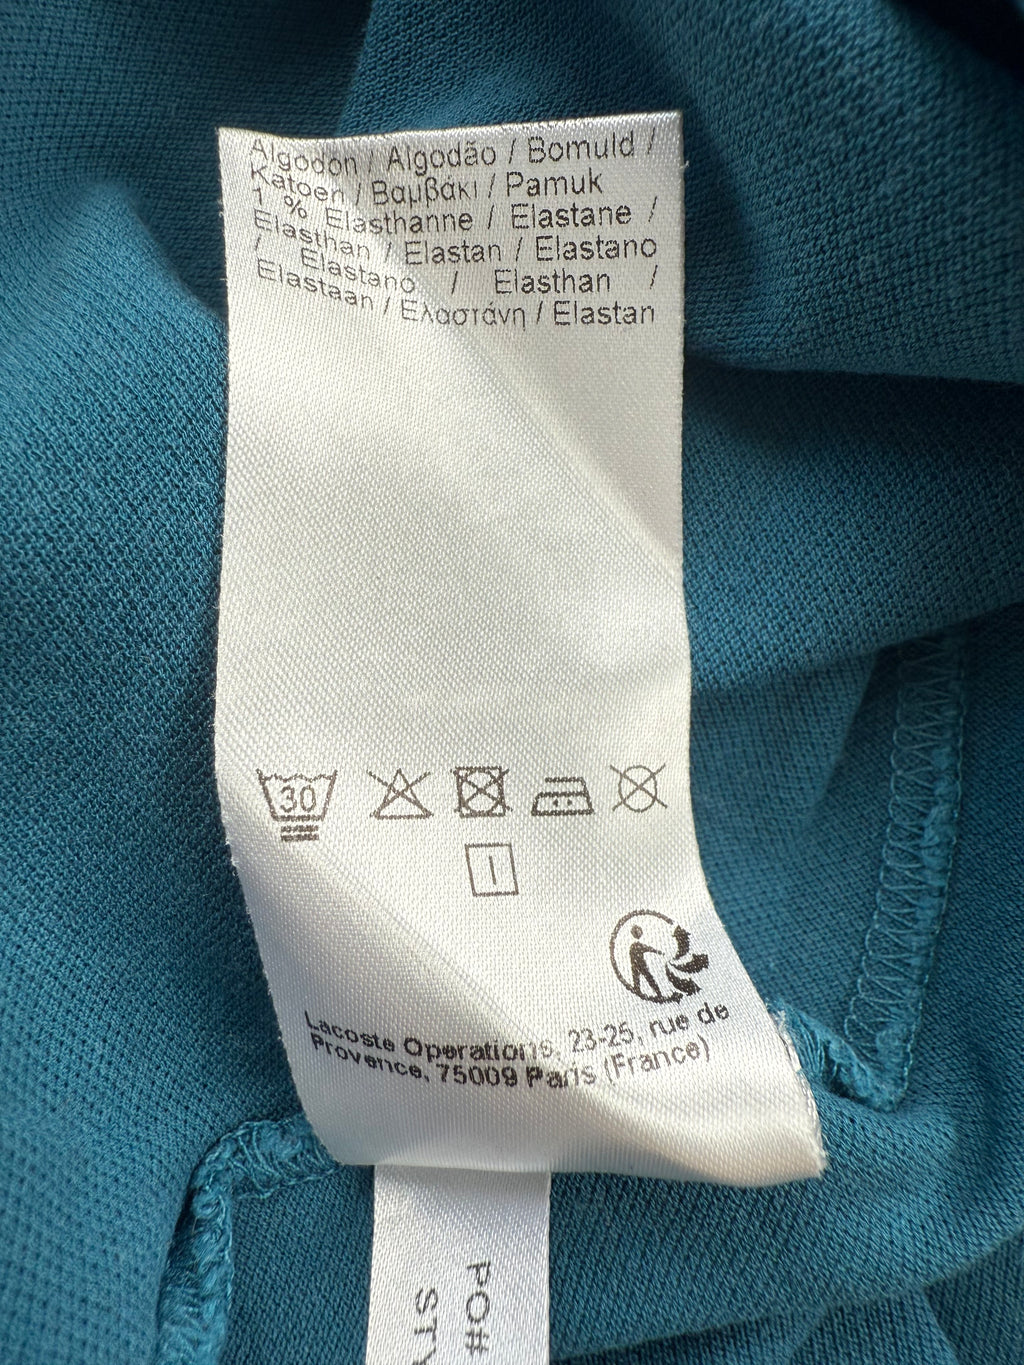 Algodon / Algodão / Bomuld /
Katoen / Βαμβάκι / Pamuk
1 % Elasthanne / Elastane /
Elasthan / Elastan / Elastano
/ Elastano / Elasthan /
Elastaan / Ελαστάνη / Elastan
30
Lacoste Operations, 23-25, rue de
Provence, 75009 Paris (France)
PO#
STY